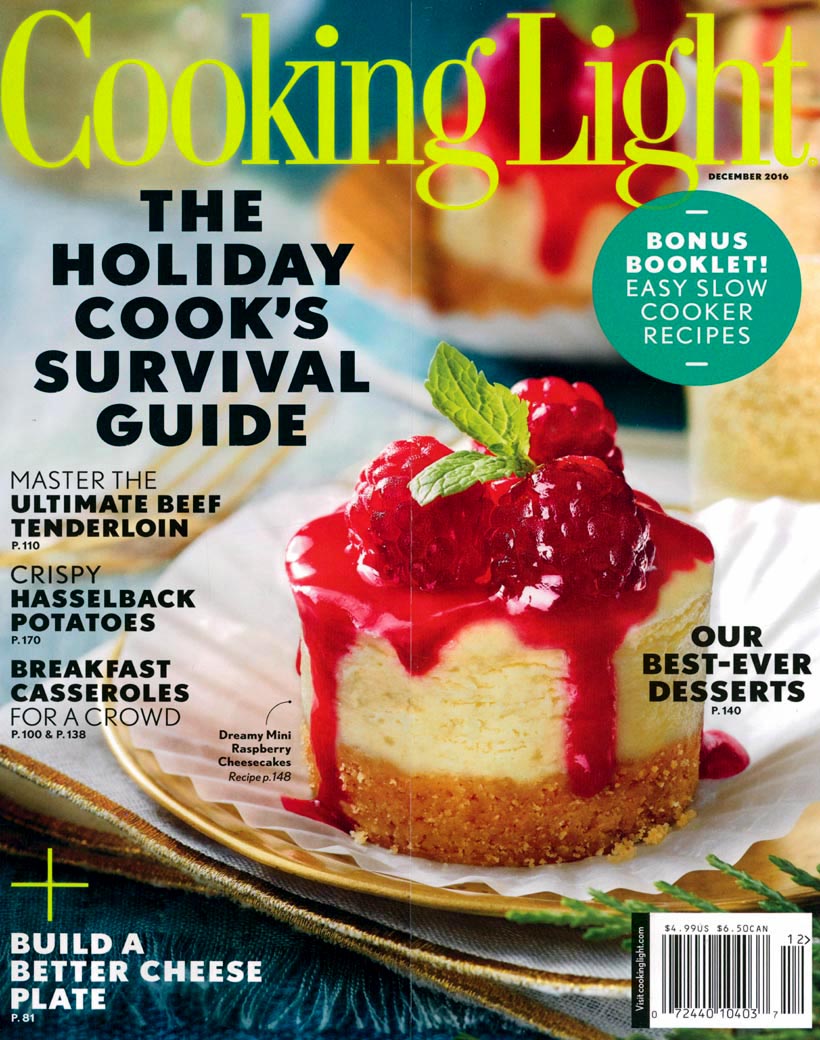 Cooking Light®
DECEMBER 2016
THE
HOLIDAY
COOK'S
SURVIVAL
GUIDE
BONUS
BOOKLET!
EASY SLOW
COOKER
RECIPES
MASTER THE
ULTIMATE BEEF
TENDERLOIN
P. 110
CRISPY
HASSELBACK
POTATOES
P. 170
BREAKFAST
CASSEROLES
FOR A CROWD
P. 100 & P. 138
Dreamy Mini
Raspberry
Cheesecakes
Recipe p. 148
OUR
BEST-EVER
DESSERTS
P. 140
+
BUILD A
BETTER CHEESE
PLATE
P. 81
Visit cookinglight.com
$4.99US $6.50CAN
12>
0 72440 10403 7